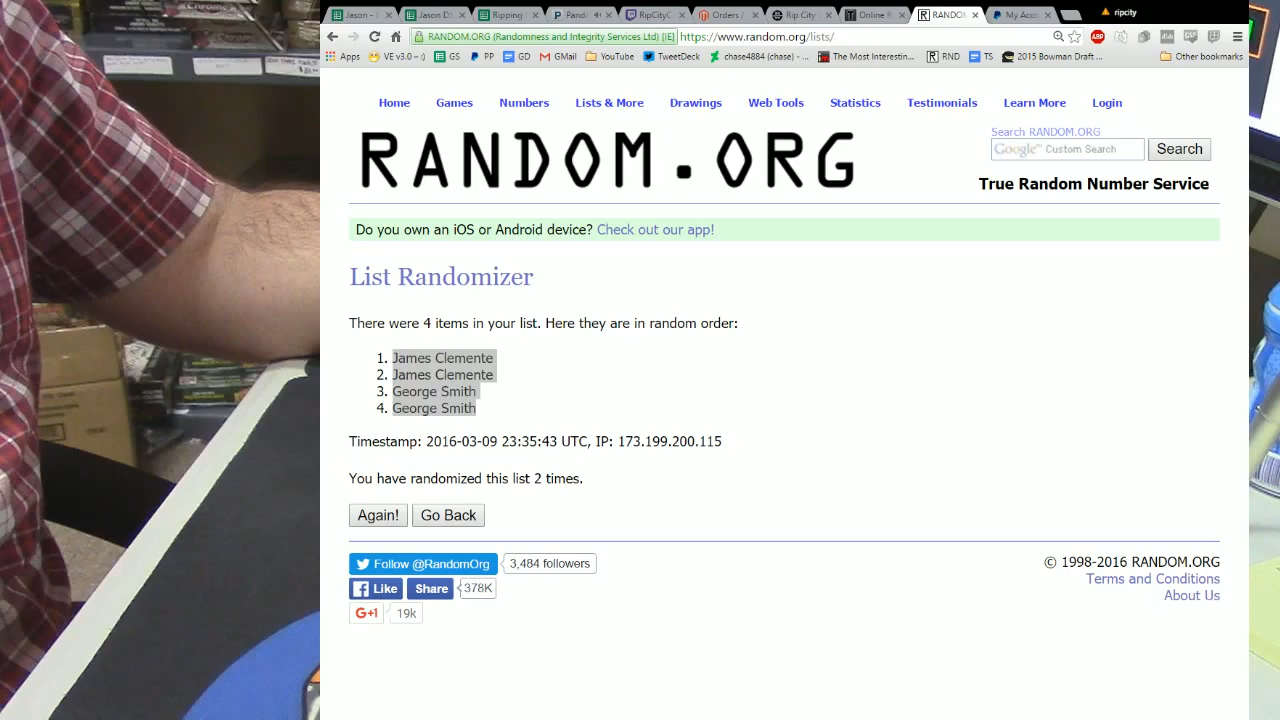 Jason –
Jason DS
Ripping
Pando
RipCityC
Orders /
Rip City
Online R
RANDOM
My Acco
ripcity
RANDOM.ORG (Randomness and Integrity Services Ltd) [IE] https://www.random.org/lists/
Apps VE v3.0 ~ :) GS PP GD GMail YouTube TweetDeck chase4884 (chase) - ... The Most Interestin... RND TS 2015 Bowman Draft ... Other bookmarks
Home Games Numbers Lists & More Drawings Web Tools Statistics Testimonials Learn More Login
RANDOM.ORG
Search RANDOM.ORG
Google™ Custom Search Search
True Random Number Service
Do you own an iOS or Android device? Check out our app!
List Randomizer
There were 4 items in your list. Here they are in random order:
1. James Clemente
2. James Clemente
3. George Smith
4. George Smith
Timestamp: 2016-03-09 23:35:43 UTC, IP: 173.199.200.115
You have randomized this list 2 times.
Again! Go Back
Follow @RandomOrg 3,484 followers
Like Share 378K
G+1 19k
© 1998-2016 RANDOM.ORG
Terms and Conditions
About Us